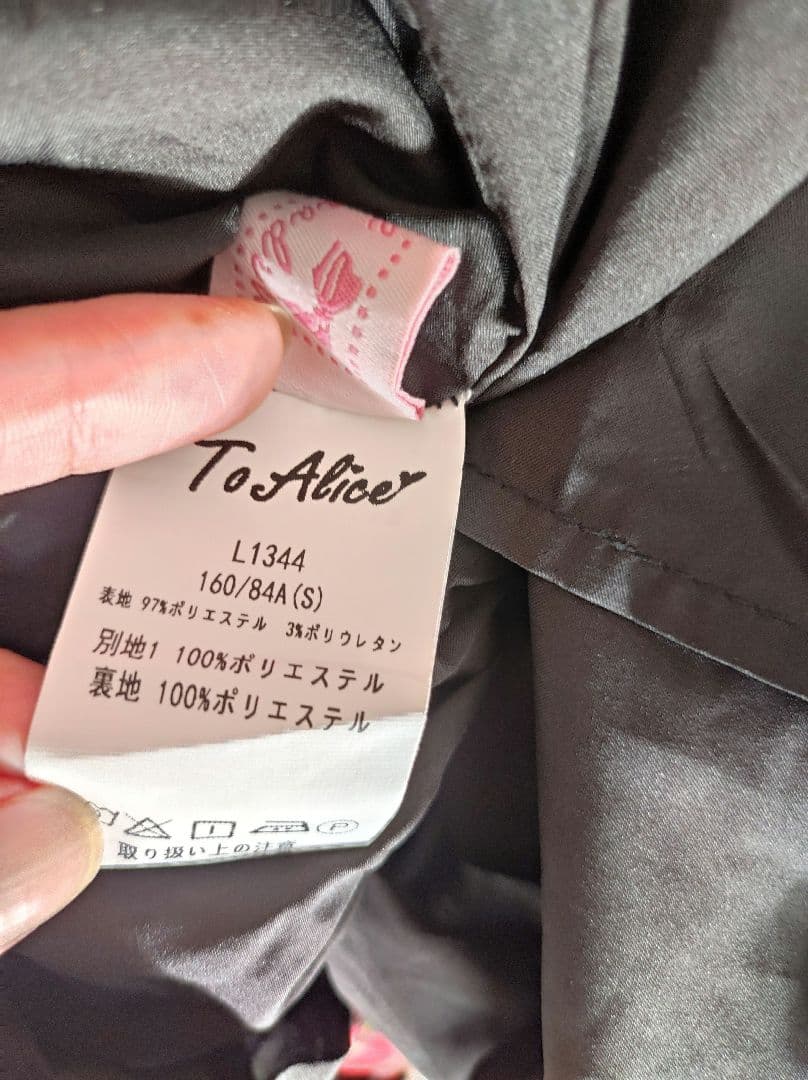 To Alice
L1344
160/84A(S)
表地 97%ポリエステル 3%ポリウレタン
別地1 100%ポリエステル
裏地 100%ポリエステル
P
取り扱い上の注意